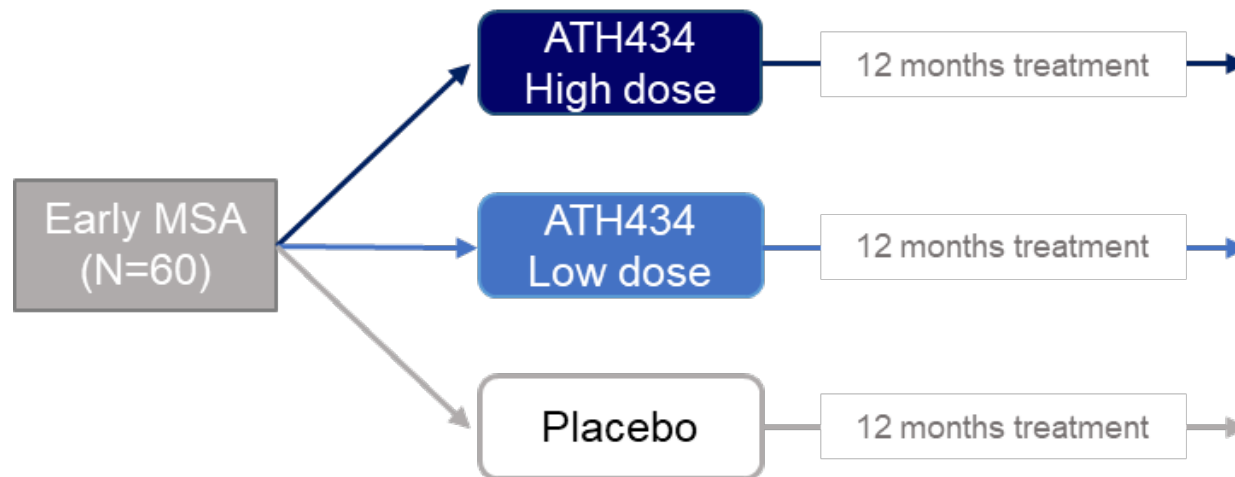 ATH434
High dose
12 months treatment
Early MSA
(N=60)
ATH434
Low dose
12 months treatment
Placebo
12 months treatment